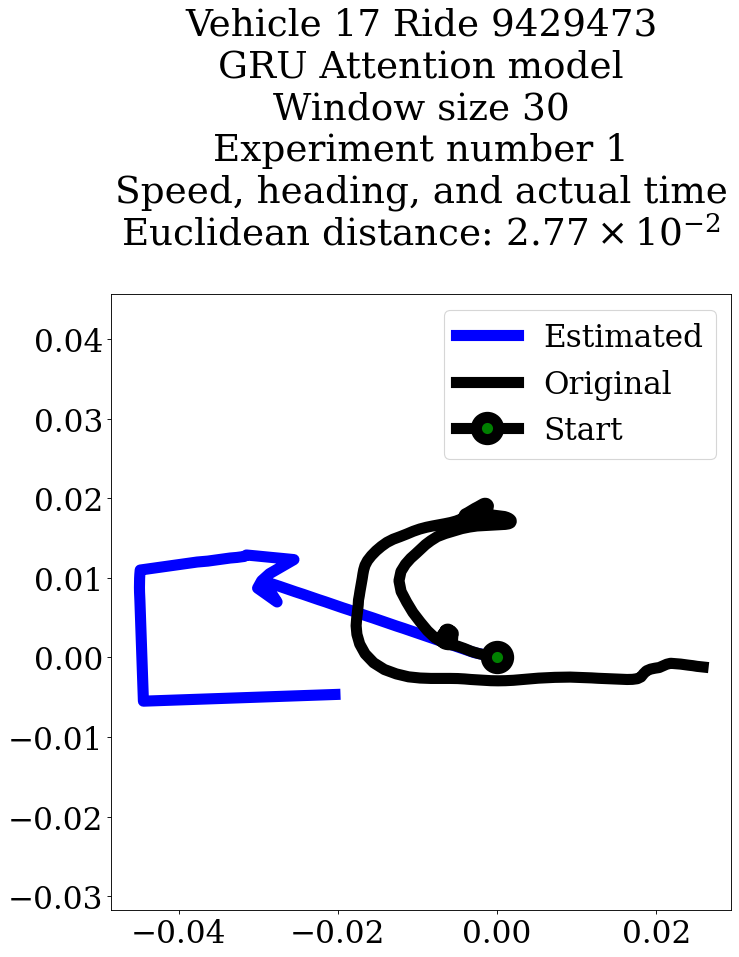 Vehicle 17 Ride 9429473
GRU Attention model
Window size 30
Experiment number 1
Speed, heading, and actual time
Euclidean distance: 2.77 × 10⁻²
Estimated
Original
Start
0.04
0.03
0.02
0.01
0.00
−0.01
−0.02
−0.03
−0.04
−0.02
0.00
0.02